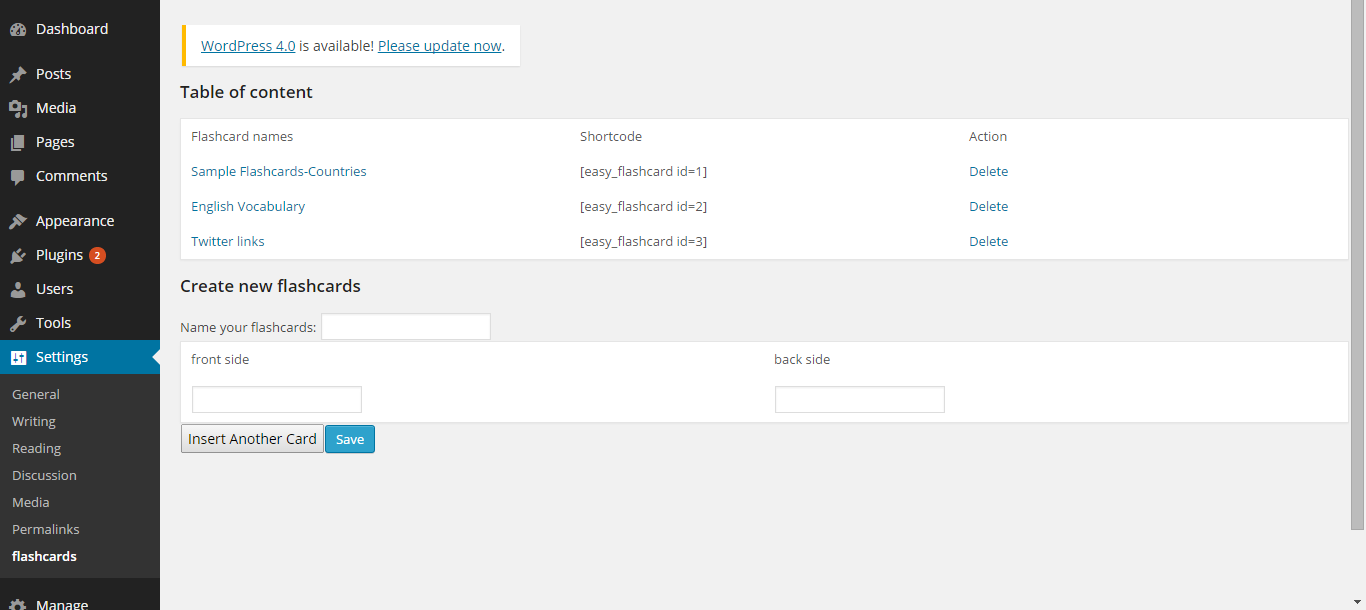 Dashboard
Posts
Media
Pages
Comments
Appearance
Plugins 2
Users
Tools
Settings
General
Writing
Reading
Discussion
Media
Permalinks
flashcards
Manage
WordPress 4.0 is available! Please update now.
Table of content
Flashcard names Shortcode Action
Sample Flashcards-Countries [easy_flashcard id=1] Delete
English Vocabulary [easy_flashcard id=2] Delete
Twitter links [easy_flashcard id=3] Delete
Create new flashcards
Name your flashcards:
front side back side
Insert Another Card Save